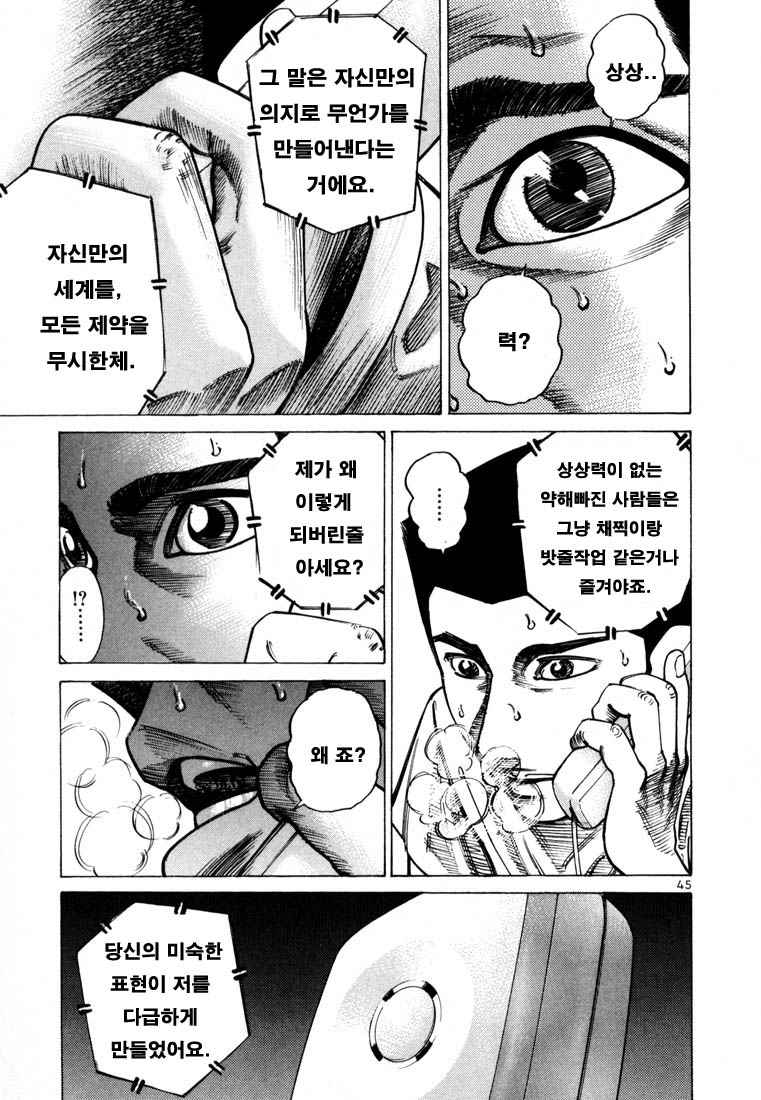 상상..
력?
그 말은 자신만의
의지로 무언가를
만들어낸다는
거에요.
자신만의
세계를,
모든 제약을
무시한체.
상상력이 없는
약해빠진 사람들은
그냥 채찍이랑
밧줄작업 같은거나
즐겨야죠.
……
제가 왜
이렇게
되버린줄
아세요?
……!?
왜 죠?
45
당신의 미숙한
표현이 저를
다급하게
만들었어요.